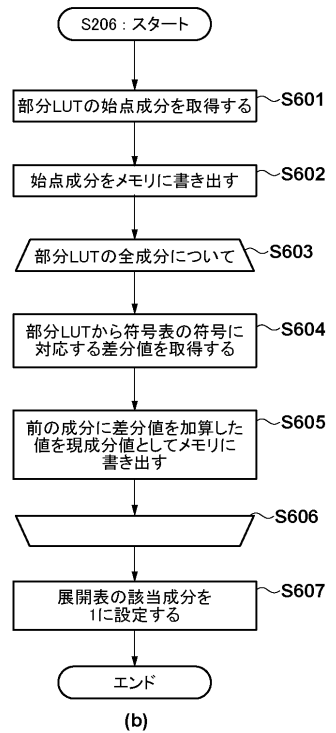 S206：スタート
部分LUTの始点成分を取得する
S601
始点成分をメモリに書き出す
S602
部分LUTの全成分について
S603
部分LUTから符号表の符号に
対応する差分値を取得する
S604
前の成分に差分値を加算した
値を現成分値としてメモリに
書き出す
S605
S606
展開表の該当成分を
1に設定する
S607
エンド
(b)